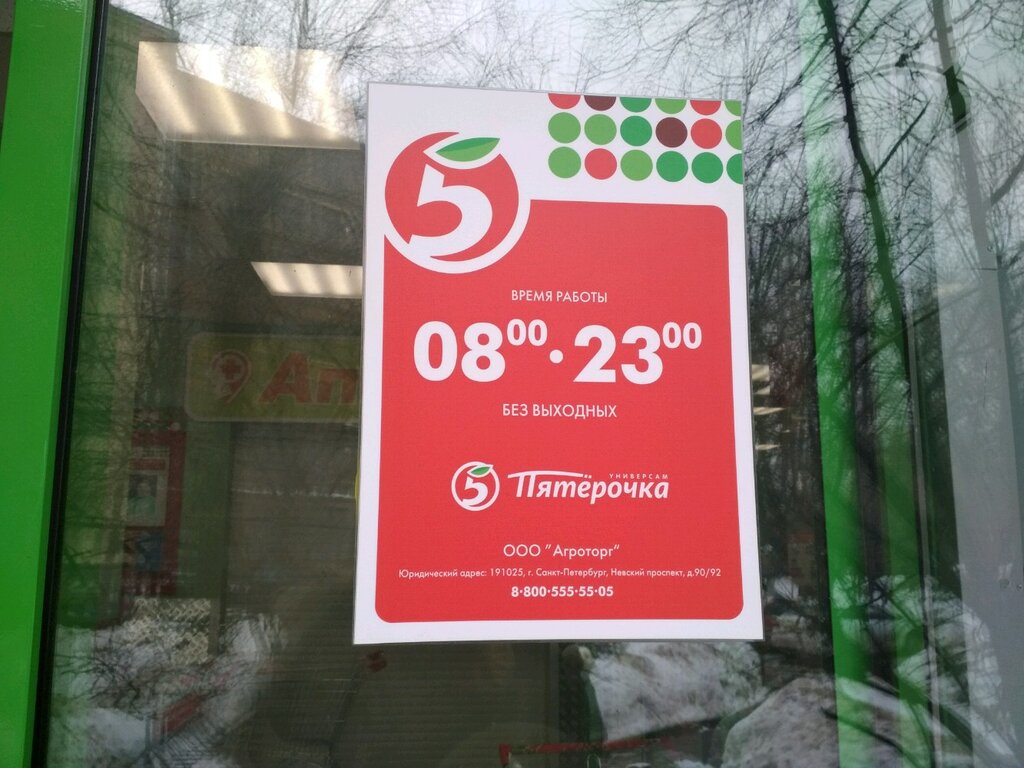 5
ВРЕМЯ РАБОТЫ
08⁰⁰·23⁰⁰
БЕЗ ВЫХОДНЫХ
5 Пятёрочка УНИВЕРСАМ
ООО "Агроторг"
Юридический адрес: 191025, г. Санкт-Петербург, Невский проспект, д.90/92
8·800·555·55·05
Ап